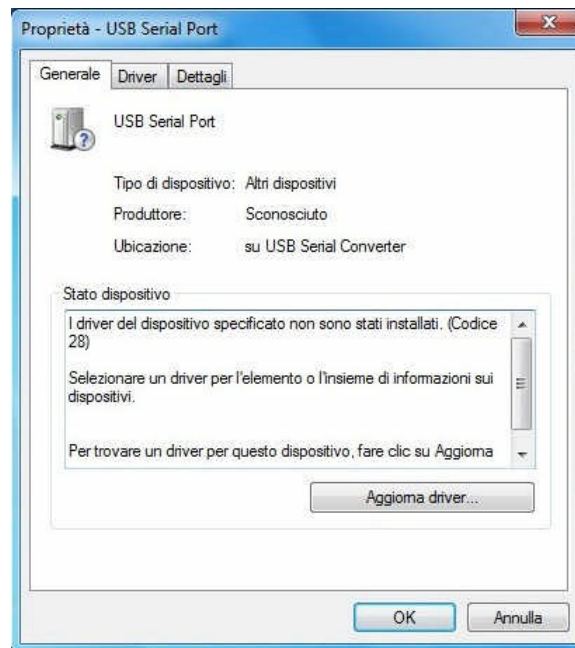 Proprietà - USB Serial Port
Generale Driver Dettagli
USB Serial Port
Tipo di dispositivo: Altri dispositivi
Produttore: Sconosciuto
Ubicazione: su USB Serial Converter
Stato dispositivo
I driver del dispositivo specificato non sono stati installati. (Codice
28)
Selezionare un driver per l'elemento o l'insieme di informazioni sui
dispositivi.
Per trovare un driver per questo dispositivo, fare clic su Aggiorna
Aggiorna driver...
OK Annulla